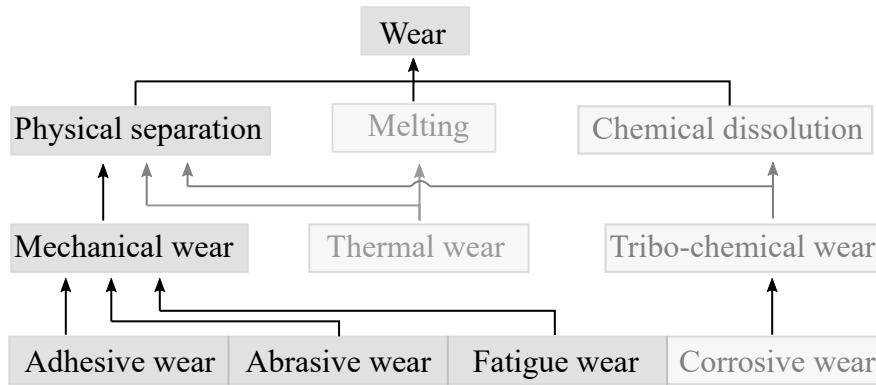 Wear
Physical separation
Melting
Chemical dissolution
Mechanical wear
Thermal wear
Tribo-chemical wear
Adhesive wear
Abrasive wear
Fatigue wear
Corrosive wear